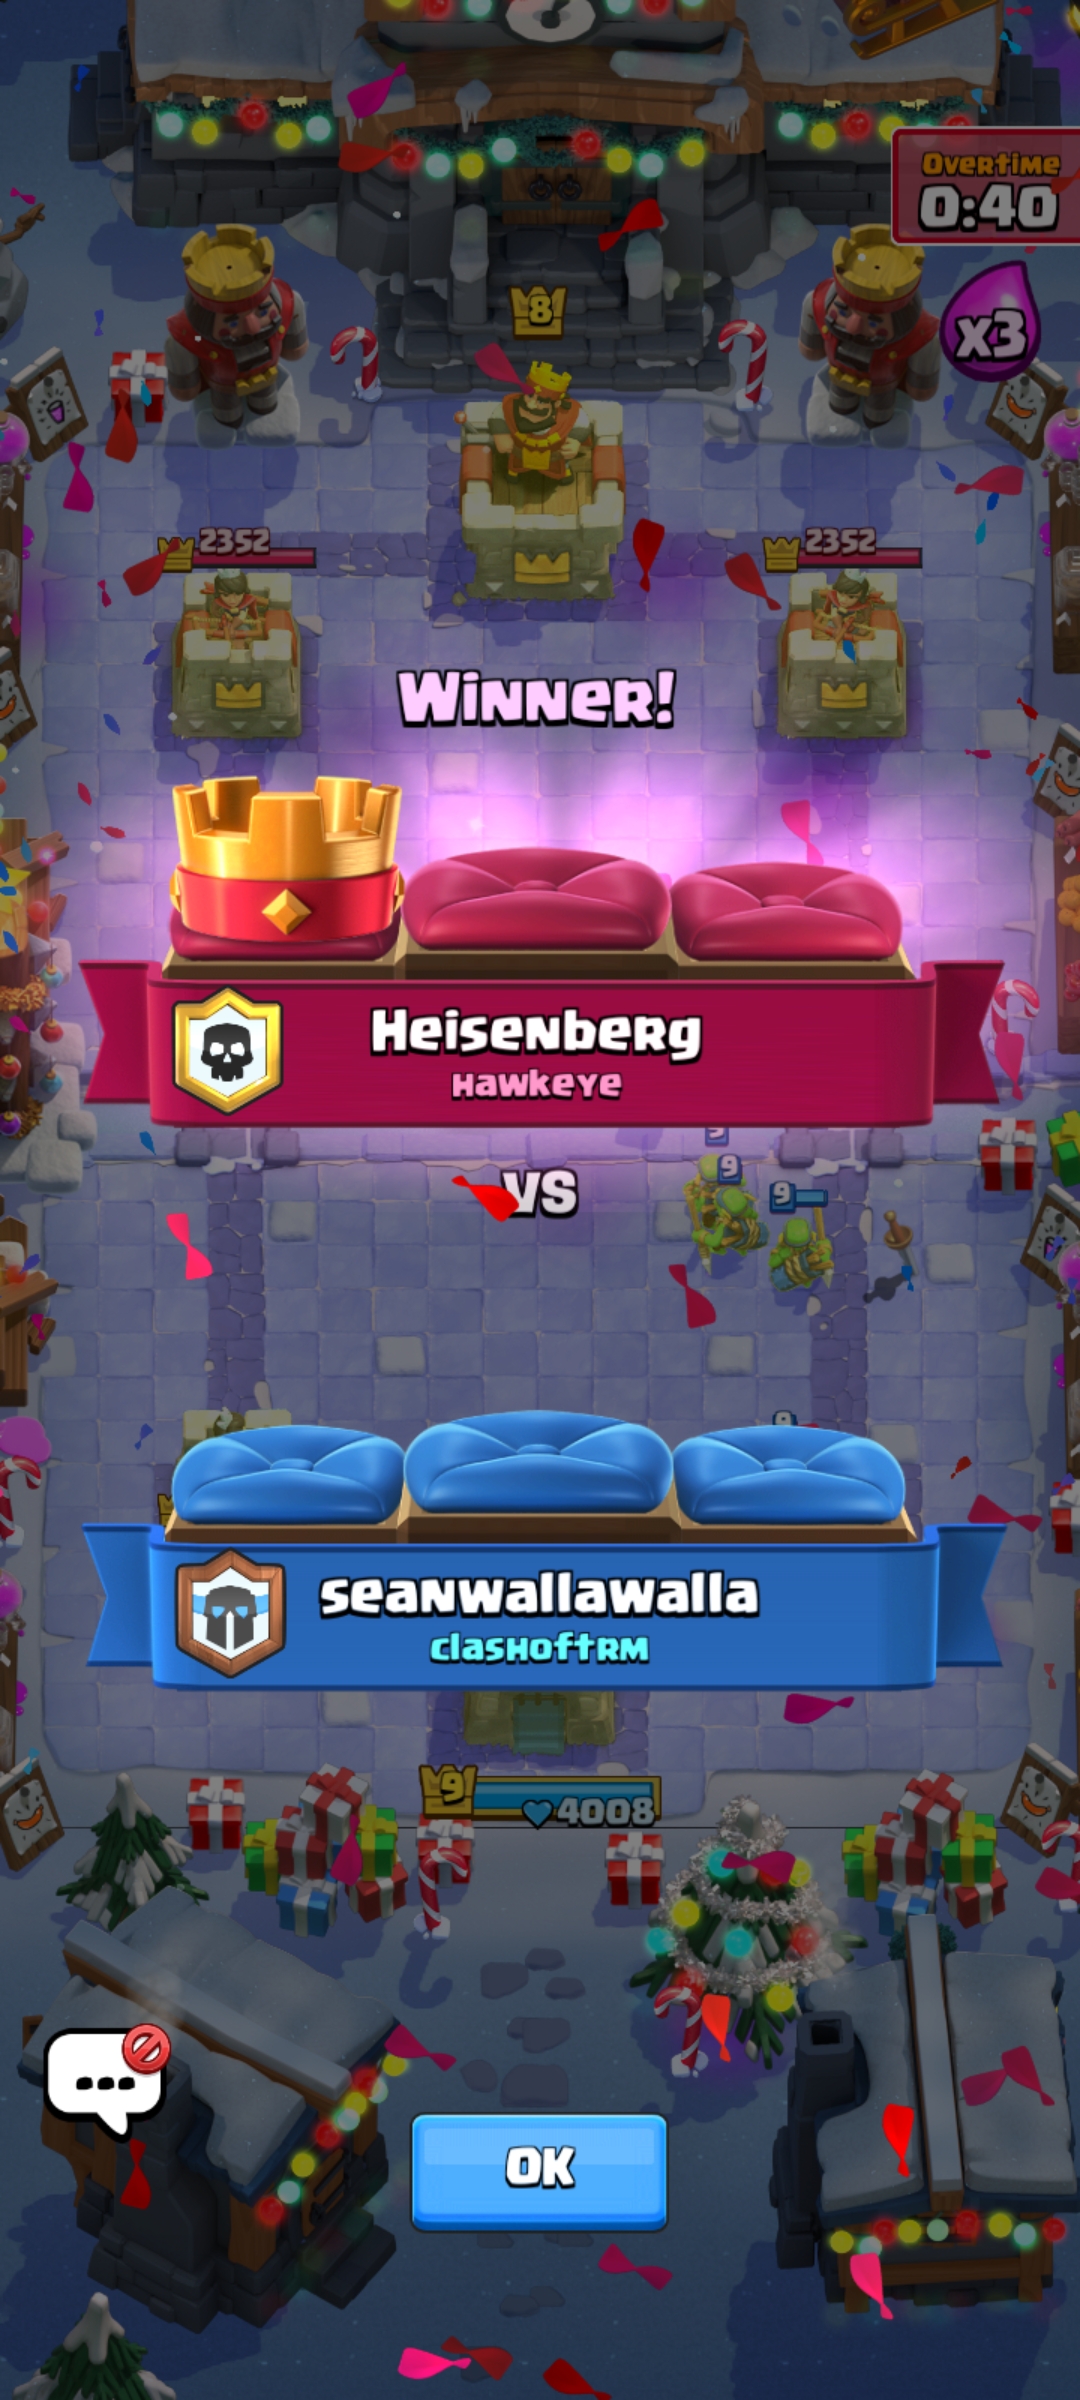 Overtime
0:40
x3
8
2352
2352
Winner!
Heisenberg
Hawkeye
9
VS
9
seanwallawalla
clashoftrm
9
4008
OK